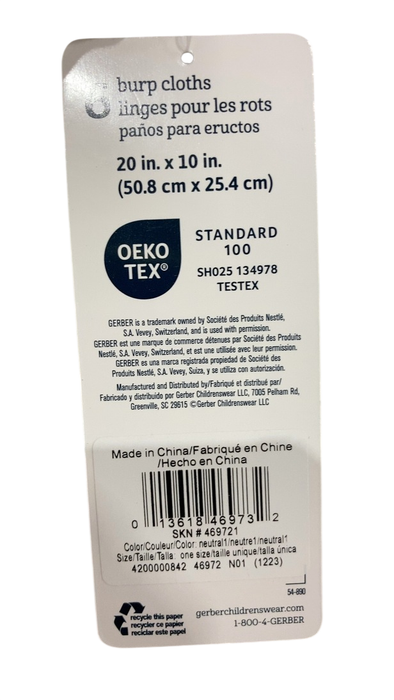 6 burp cloths
linges pour les rots
paños para eructos
20 in. x 10 in.
(50.8 cm x 25.4 cm)
OEKO
TEX®
STANDARD
100
SH025 134978
TESTEX
GERBER is a trademark owned by Société des Produits Nestlé,
S.A. Vevey, Switzerland, and is used with permission.
GERBER est une marque de commerce détenues par Société des Produits
Nestlé, S.A. Vevey, Switzerland, et est une utilisée avec leur permission.
GERBER es una marca registrada propiedad de Société des
Produits Nestlé, S.A. Vevey, Suiza, y se utiliza con autorización.
Manufactured and Distributed by/Fabriqué et distribué par/
Fabricado y distribuido por Gerber Childrenswear LLC, 7005 Pelham Rd,
Greenville, SC 29615 ©Gerber Childrenswear LLC
Made in China/Fabriqué en Chine
/Hecho en China
0 13618 46973 2
SKN # 469721
Color/Couleur/Color: neutral1/neutre1/neutral1
Size/Taille/Talla: one size/taille unique/talla única
4200000842 46972 N01 (1223)
54-890
recycle this paper
recycler ce papier
reciclar este papel
gerberchildrenswear.com
1-800-4-GERBER